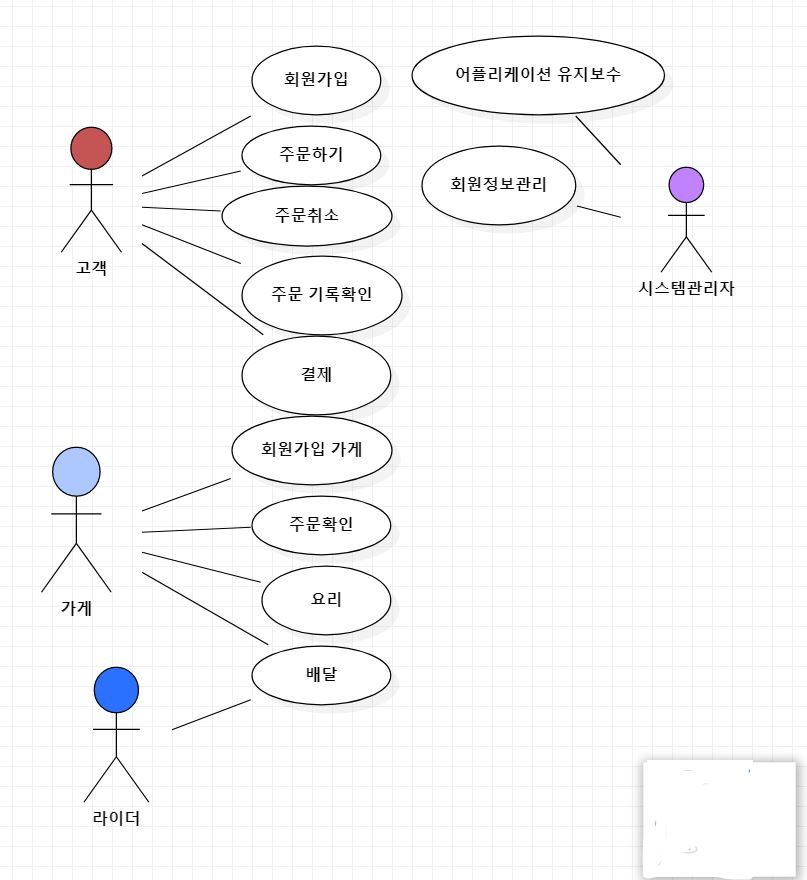 회원가입
어플리케이션 유지보수
주문하기
회원정보관리
주문취소
고객
시스템관리자
주문 기록확인
결제
회원가입 가게
주문확인
요리
가게
배달
라이더